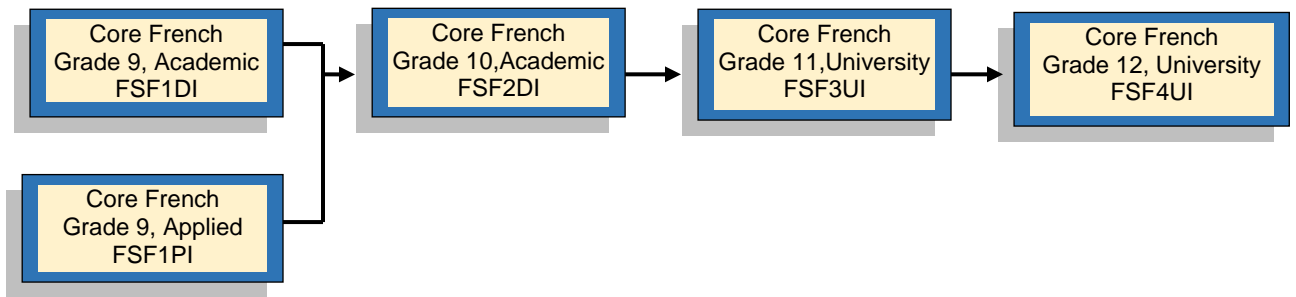 Core French
Grade 9, Academic
FSF1DI
Core French
Grade 10,Academic
FSF2DI
Core French
Grade 11,University
FSF3UI
Core French
Grade 12, University
FSF4UI
Core French
Grade 9, Applied
FSF1PI